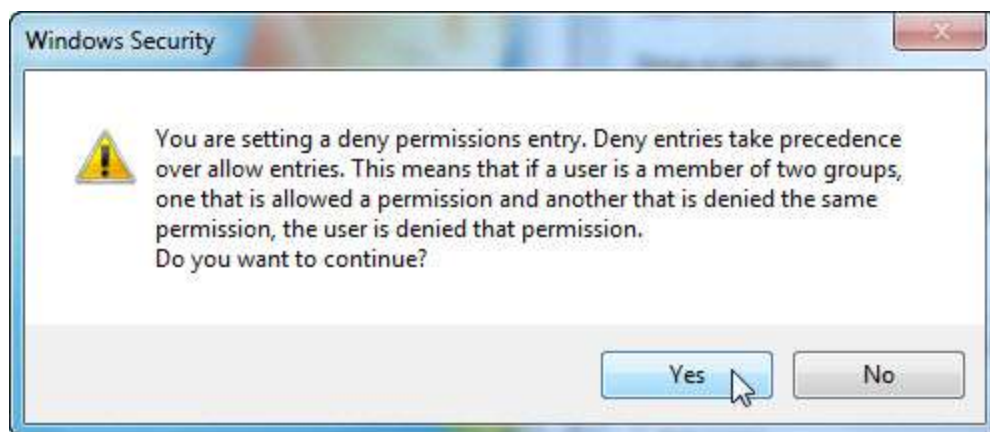 Windows Security
You are setting a deny permissions entry. Deny entries take precedence
over allow entries. This means that if a user is a member of two groups,
one that is allowed a permission and another that is denied the same
permission, the user is denied that permission.
Do you want to continue?
Yes
No